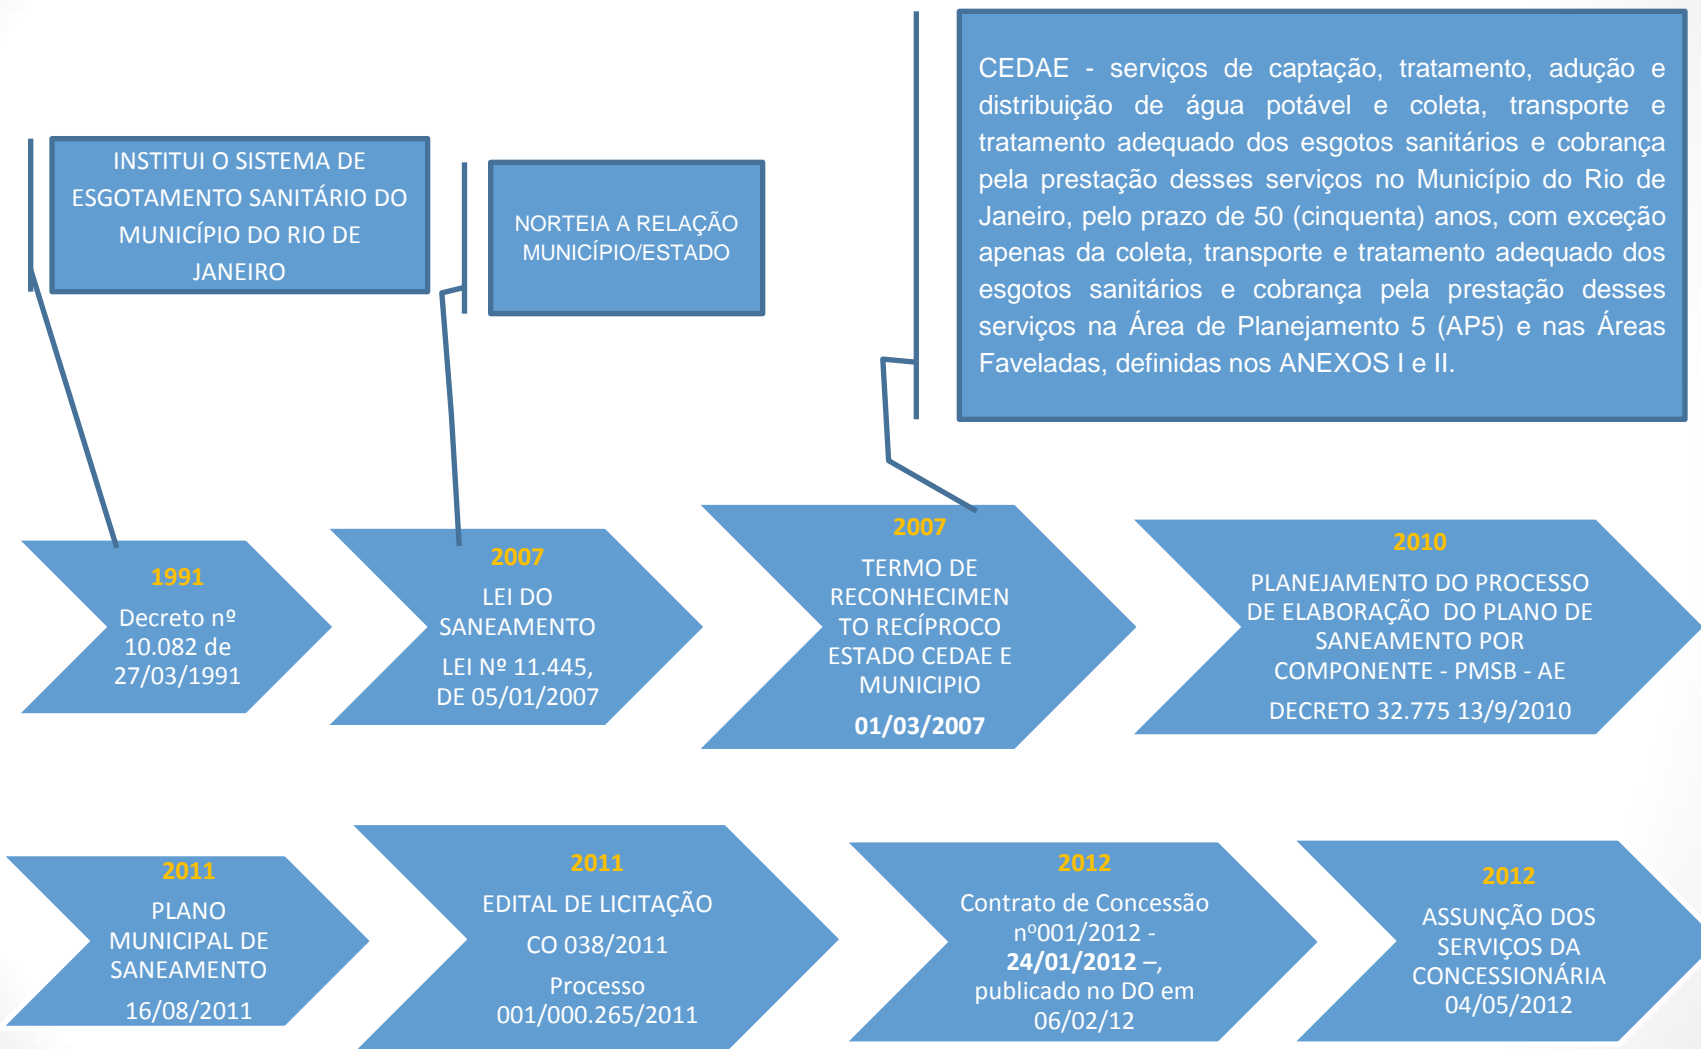 INSTITUI O SISTEMA DE
ESGOTAMENTO SANITÁRIO DO
MUNICÍPIO DO RIO DE
JANEIRO
NORTEIA A RELAÇÃO
MUNICÍPIO/ESTADO
CEDAE - serviços de captação, tratamento, adução e
distribuição de água potável e coleta, transporte e
tratamento adequado dos esgotos sanitários e cobrança
pela prestação desses serviços no Município do Rio de
Janeiro, pelo prazo de 50 (cinquenta) anos, com exceção
apenas da coleta, transporte e tratamento adequado dos
esgotos sanitários e cobrança pela prestação desses
serviços na Área de Planejamento 5 (AP5) e nas Áreas
Faveladas, definidas nos ANEXOS I e II.
1991
Decreto nº
10.082 de
27/03/1991
2007
LEI DO
SANEAMENTO
LEI Nº 11.445,
DE 05/01/2007
2007
TERMO DE
RECONHECIMEN
TO RECÍPROCO
ESTADO CEDAE E
MUNICIPIO
01/03/2007
2010
PLANEJAMENTO DO PROCESSO
DE ELABORAÇÃO DO PLANO DE
SANEAMENTO POR
COMPONENTE - PMSB - AE
DECRETO 32.775 13/9/2010
2011
PLANO
MUNICIPAL DE
SANEAMENTO
16/08/2011
2011
EDITAL DE LICITAÇÃO
CO 038/2011
Processo
001/000.265/2011
2012
Contrato de Concessão
nº001/2012 -
24/01/2012 –,
publicado no DO em
06/02/12
2012
ASSUNÇÃO DOS
SERVIÇOS DA
CONCESSIONÁRIA
04/05/2012